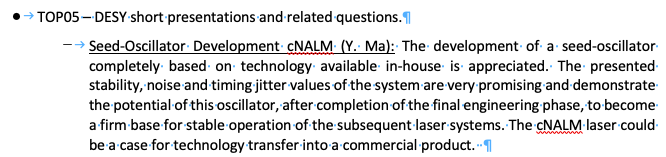 ● TOP05 – DESY short presentations and related questions.¶
– Seed-Oscillator Development cNALM (Y. Ma): The development of a seed-oscillator
completely based on technology available in-house is appreciated. The presented
stability, noise and timing jitter values of the system are very promising and demonstrate
the potential of this oscillator, after completion of the final engineering phase, to become
a firm base for stable operation of the subsequent laser systems. The cNALM laser could
be a case for technology transfer into a commercial product. ¶